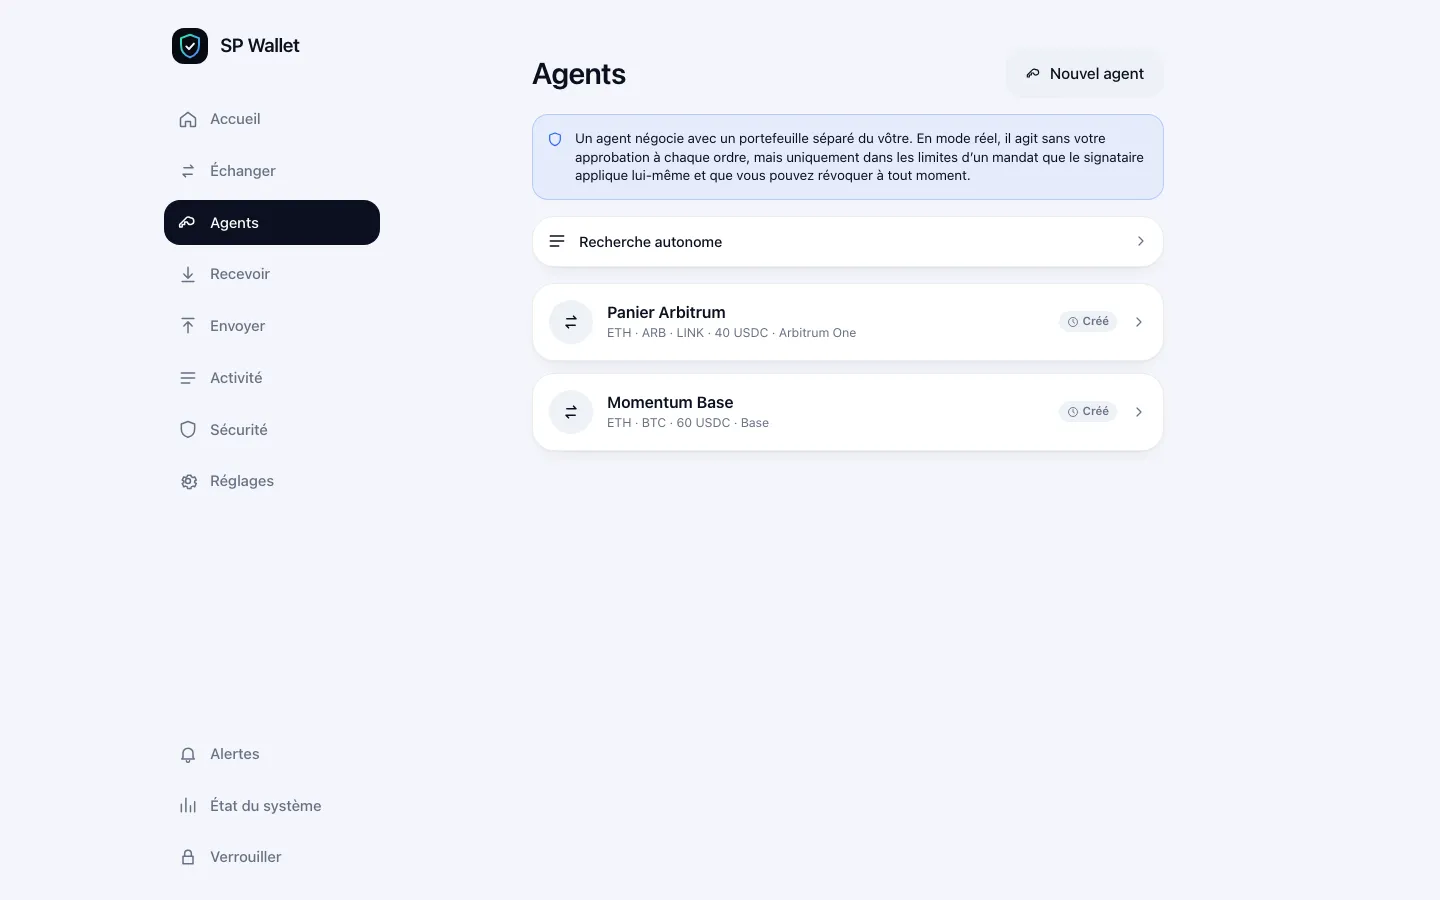 SP Wallet
Accueil
Échanger
Agents
Recevoir
Envoyer
Activité
Sécurité
Réglages
Alertes
État du système
Verrouiller
Agents
Nouvel agent
Un agent négocie avec un portefeuille séparé du vôtre. En mode réel, il agit sans votre
approbation à chaque ordre, mais uniquement dans les limites d’un mandat que le signataire
applique lui-même et que vous pouvez révoquer à tout moment.
Recherche autonome
Panier Arbitrum
ETH · ARB · LINK · 40 USDC · Arbitrum One
Créé
Momentum Base
ETH · BTC · 60 USDC · Base
Créé